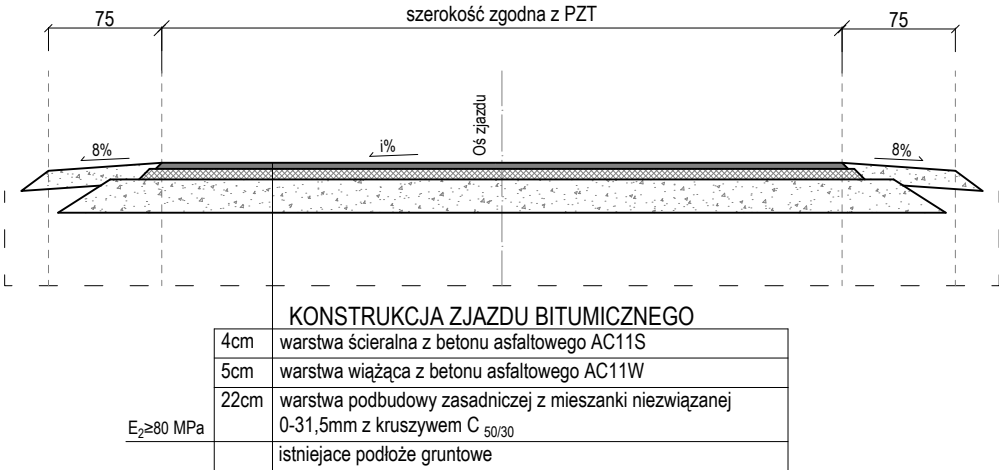 75 szerokość zgodna z PZT 75
Oś zjazdu
8% i% 8%
KONSTRUKCJA ZJAZDU BITUMICZNEGO
4cm warstwa ścieralna z betonu asfaltowego AC11S
5cm warstwa wiążąca z betonu asfaltowego AC11W
22cm warstwa podbudowy zasadniczej z mieszanki niezwiązanej
0-31,5mm z kruszywem C 50/30
E₂≥80 MPa
istniejace podłoże gruntowe